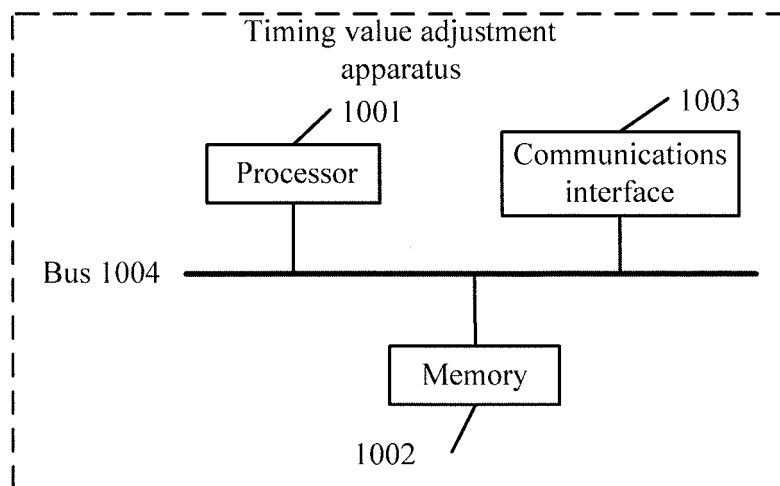 Timing value adjustment
apparatus
1001
1003
Processor
Communications
interface
Bus 1004
Memory
1002